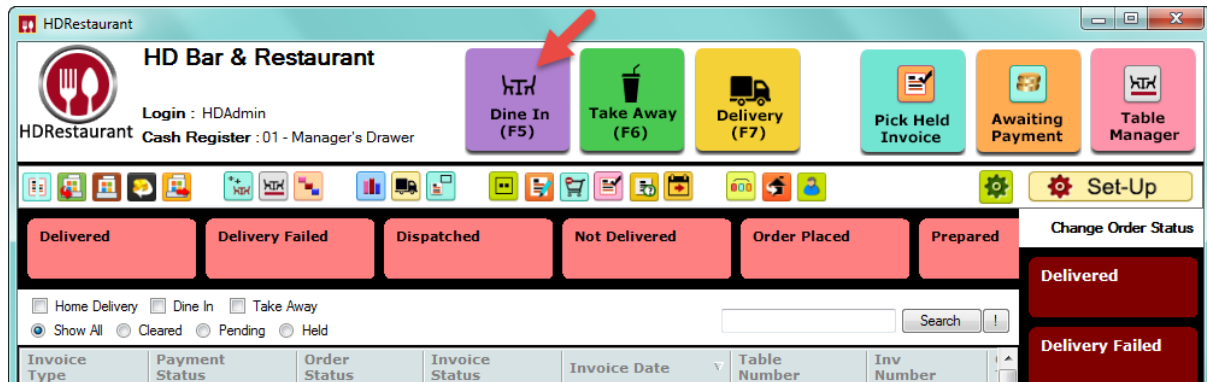 HDRestaurant
HD Bar & Restaurant
HDRestaurant
Login : HDAdmin
Cash Register : 01 - Manager's Drawer
Dine In
(F5)
Take Away
(F6)
Delivery
(F7)
Pick Held
Invoice
Awaiting
Payment
Table
Manager
Set-Up
Delivered
Delivery Failed
Dispatched
Not Delivered
Order Placed
Prepared
Change Order Status
Delivered
Delivery Failed
Home Delivery
Dine In
Take Away
Show All
Cleared
Pending
Held
Search
!
Invoice
Type
Payment
Status
Order
Status
Invoice
Status
Invoice Date
Table
Number
Inv
Number